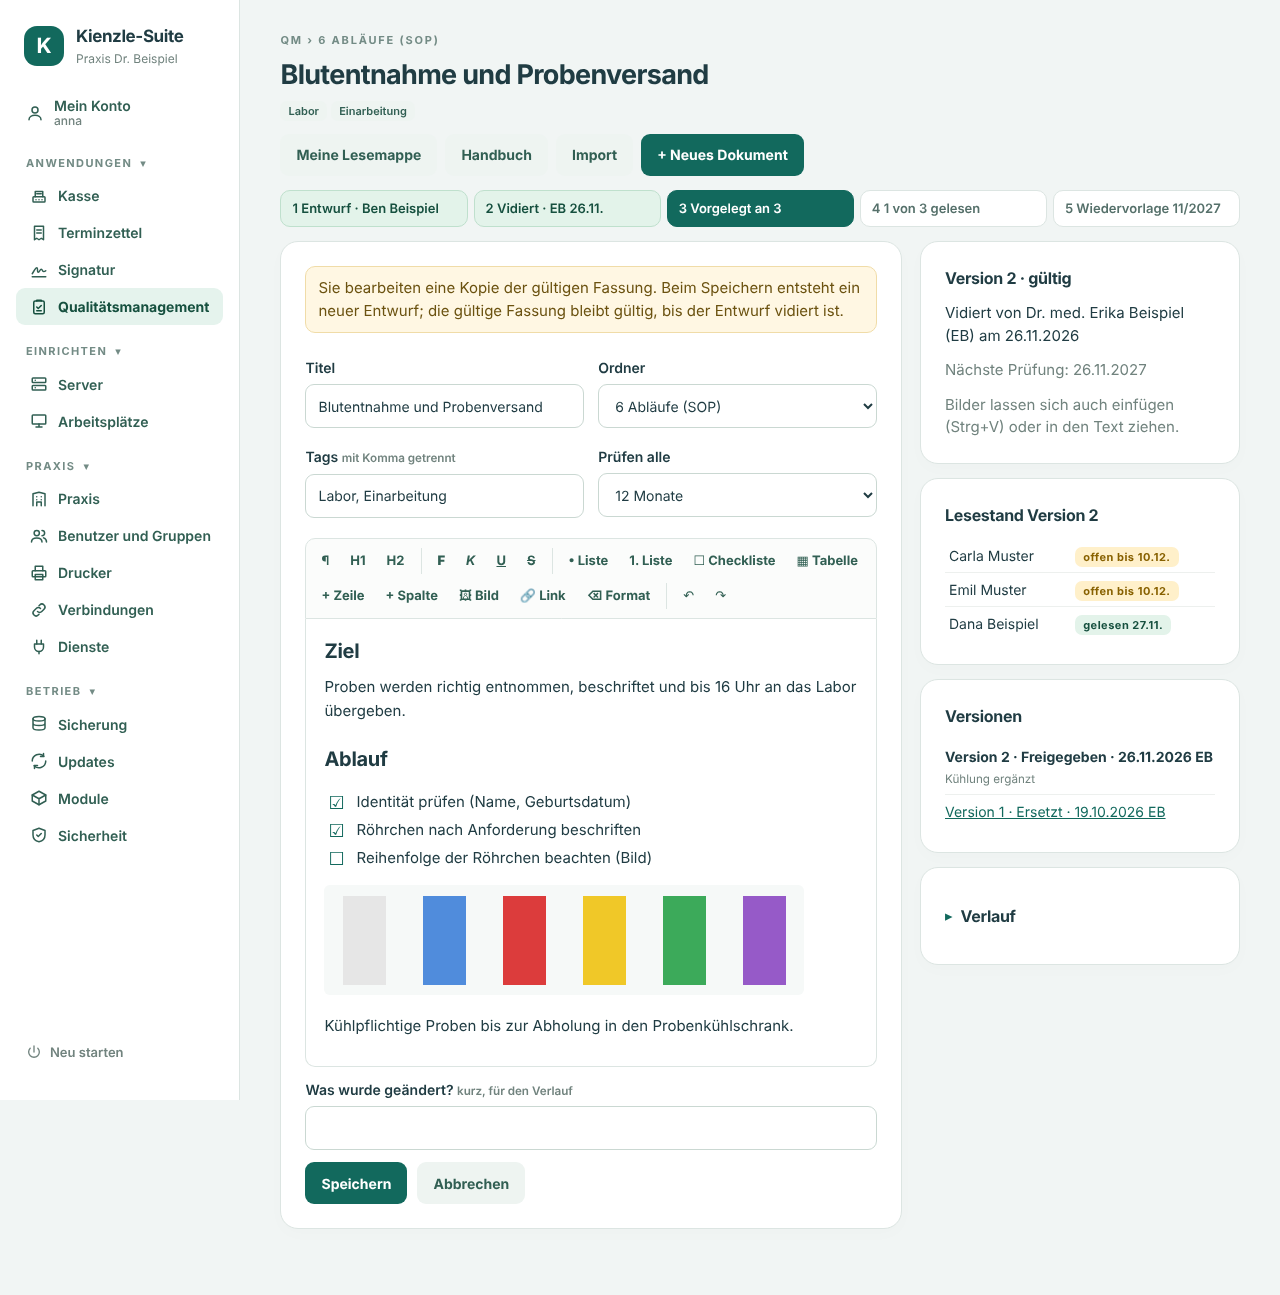 K
Kienzle-Suite
Praxis Dr. Beispiel
Mein Konto
anna
ANWENDUNGEN ▾
Kasse
Terminzettel
Signatur
Qualitätsmanagement
EINRICHTEN ▾
Server
Arbeitsplätze
PRAXIS ▾
Praxis
Benutzer und Gruppen
Drucker
Verbindungen
Dienste
BETRIEB ▾
Sicherung
Updates
Module
Sicherheit
Neu starten
QM › 6 ABLÄUFE (SOP)
Blutentnahme und Probenversand
Labor Einarbeitung
Meine Lesemappe Handbuch Import + Neues Dokument
1 Entwurf · Ben Beispiel 2 Vidiert · EB 26.11. 3 Vorgelegt an 3 4 1 von 3 gelesen 5 Wiedervorlage 11/2027
Sie bearbeiten eine Kopie der gültigen Fassung. Beim Speichern entsteht ein
neuer Entwurf; die gültige Fassung bleibt gültig, bis der Entwurf vidiert ist.
Titel Ordner
Blutentnahme und Probenversand 6 Abläufe (SOP)
Tags mit Komma getrennt Prüfen alle
Labor, Einarbeitung 12 Monate
¶ H1 H2 F K U S • Liste 1. Liste ☐ Checkliste ▦ Tabelle
+ Zeile + Spalte 🖼 Bild 🔗 Link ⌫ Format ↶ ↷
Ziel
Proben werden richtig entnommen, beschriftet und bis 16 Uhr an das Labor
übergeben.
Ablauf
☑ Identität prüfen (Name, Geburtsdatum)
☑ Röhrchen nach Anforderung beschriften
☐ Reihenfolge der Röhrchen beachten (Bild)
Kühlpflichtige Proben bis zur Abholung in den Probenkühlschrank.
Was wurde geändert? kurz, für den Verlauf
Speichern Abbrechen
Version 2 · gültig
Vidiert von Dr. med. Erika Beispiel
(EB) am 26.11.2026
Nächste Prüfung: 26.11.2027
Bilder lassen sich auch einfügen
(Strg+V) oder in den Text ziehen.
Lesestand Version 2
Carla Muster offen bis 10.12.
Emil Muster offen bis 10.12.
Dana Beispiel gelesen 27.11.
Versionen
Version 2 · Freigegeben · 26.11.2026 EB
Kühlung ergänzt
Version 1 · Ersetzt · 19.10.2026 EB
▸ Verlauf